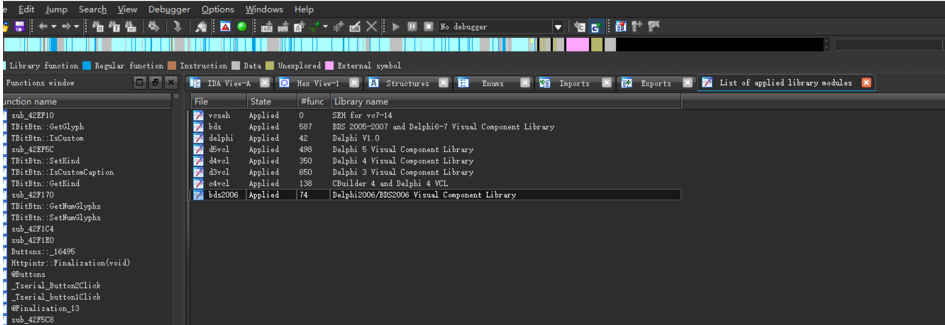 Edit Jump Search View Debugger Options Windows Help
No debugger
Library function Regular function Instruction Data Unexplored External symbol
Functions window
IDA View-A Hex View-1 Structures Enums Imports Exports List of applied library modules
unction name
sub_42EF10
TBitBtn::GetGlyph
TBitBtn::IsCustom
sub_42EF5C
TBitBtn::SetKind
TBitBtn::IsCustomCaption
TBitBtn::GetKind
sub_42F170
TBitBtn::GetNumGlyphs
TBitBtn::SetNumGlyphs
sub_42F1C4
sub_42F1E0
Buttons::_16495
Httpintr::Finalization(void)
@Buttons
_Tserial_Button2Click
_Tserial_button1Click
@Finalization_13
sub_42F5C8
File State #func Library name
vcseh Applied 0 SEH for vc7-14
bds Applied 587 BDS 2005-2007 and Delphi6-7 Visual Component Library
delphi Applied 42 Delphi V1.0
d5vcl Applied 498 Delphi 5 Visual Component Library
d4vcl Applied 350 Delphi 4 Visual Component Library
d3vcl Applied 650 Delphi 3 Visual Component Library
c4vcl Applied 138 CBuilder 4 and Delphi 4 VCL
bds2006 Applied 74 Delphi2006/BDS2006 Visual Component Library